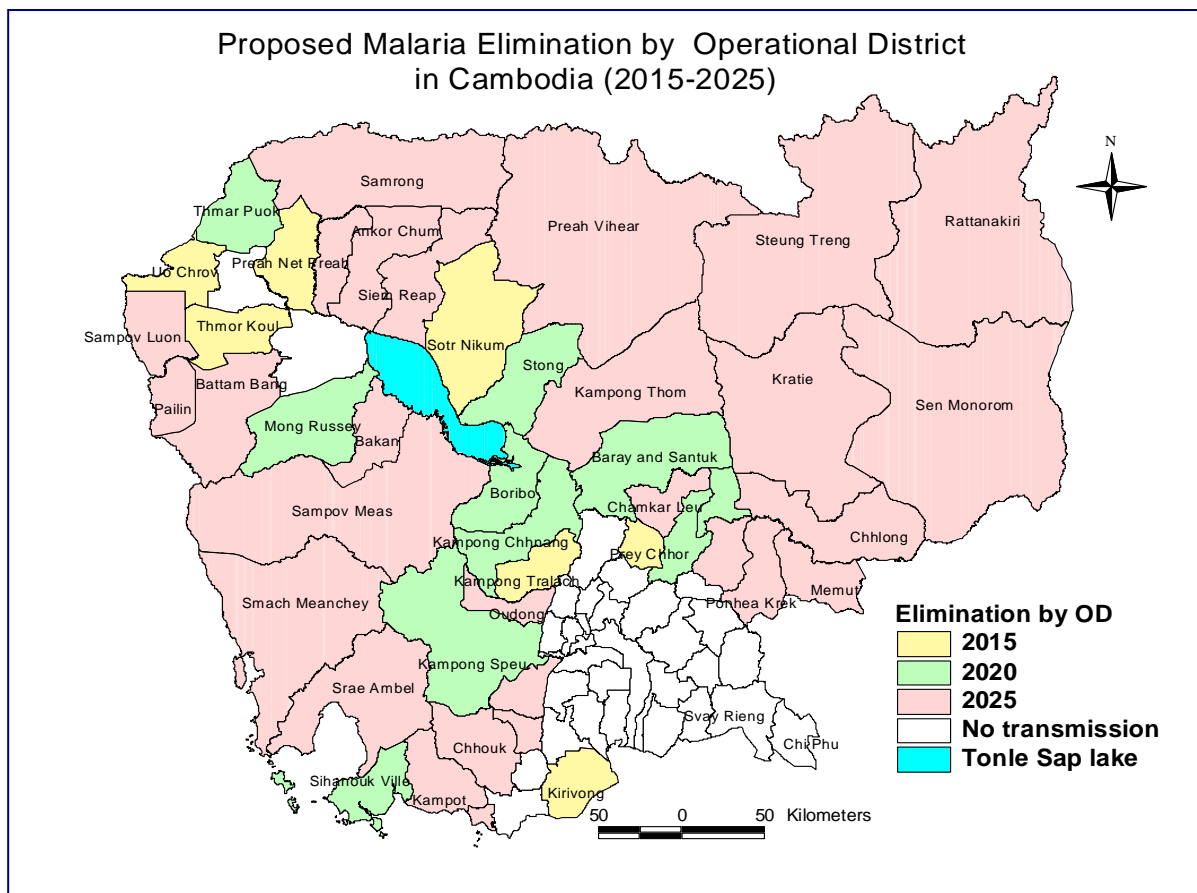 Proposed Malaria Elimination by Operational District
in Cambodia (2015-2025)
N
Samrong
Thmar Puok
Ankor Chum
Preah Vihear
Rattanakiri
Steung Treng
Preah Net Preah
Uo Chrov
Siem Reap
Thmor Koul
Sampov Luon
Sotr Nikum
Stong
Battam Bang
Kampong Thom
Kratie
Sen Monorom
Pailin
Mong Russey
Bakan
Baray and Santuk
Boribo
Sampov Meas
Chamkar Leu
Kampong Chhnang
Prey Chhor
Chhlong
Kampong Tralach
Memut
Smach Meanchey
Ponhea Krek
Oudong
Kampong Speu
Srae Ambel
Svay Rieng
Chi Phu
Chhouk
Sihanouk Ville
Kampot
Kirivong
Elimination by OD
2015
2020
2025
No transmission
Tonle Sap lake
50 0 50 Kilometers